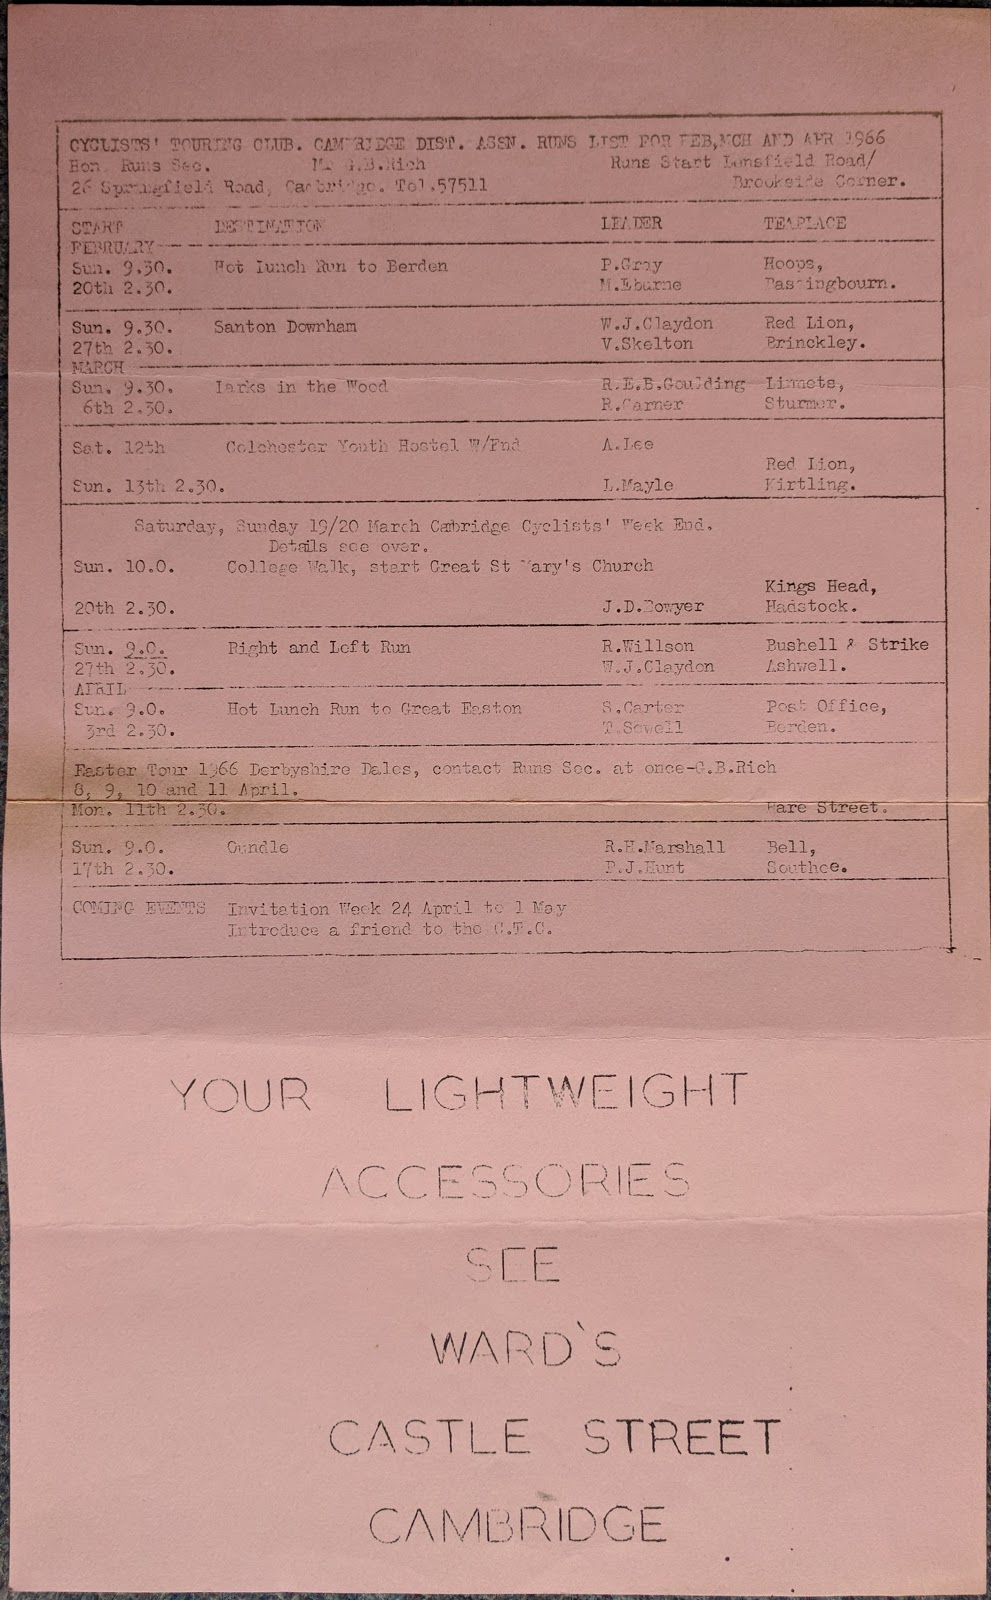 CYCLISTS' TOURING CLUB. CAMBRIDGE DIST. ASSN. RUNS LIST FOR FEB,MCH AND APR 1966
Hon. Runs Sec. Mr G.B.Rich Runs Start Lensfield Road/
26 Springfield Road, Cambridge. Tel.57511 Brookside Corner.
START DESTINATION LEADER TEAPLACE
FEBRUARY
Sun. 9.30. Hot Lunch Run to Berden P.Gray Hoops,
20th 2.30. M.Eburne Bassingbourn.
Sun. 9.30. Santon Downham W.J.Claydon Red Lion,
27th 2.30. V.Skelton Brinckley.
MARCH
Sun. 9.30. Larks in the Wood R.E.B.Goulding Linnets,
6th 2.30. R.Garner Sturmer.
Sat. 12th Colchester Youth Hostel W/End A.Lee
Red Lion,
Sun. 13th 2.30. L.Mayle Kirtling.
Saturday, Sunday 19/20 March Cambridge Cyclists' Week End.
Details see over.
Sun. 10.0. College Walk, start Great St Mary's Church
Kings Head,
20th 2.30. J.D.Bowyer Hadstock.
Sun. 9.0. Right and Left Run R.Willson Bushell & Strike
27th 2.30. W.J.Claydon Ashwell.
APRIL
Sun. 9.0. Hot Lunch Run to Great Easton S.Carter Post Office,
3rd 2.30. T.Sewell Berden.
Easter Tour 1966 Derbyshire Dales, contact Runs Sec. at once-G.B.Rich
8, 9, 10 and 11 April.
Mon. 11th 2.30. Hare Street.
Sun. 9.0. Oundle R.H.Marshall Bell,
17th 2.30. P.J.Hunt Southoe.
COMING EVENTS Invitation Week 24 April to 1 May
Introduce a friend to the C.T.C.
YOUR LIGHTWEIGHT
ACCESSORIES
SEE
WARD'S
CASTLE STREET
CAMBRIDGE